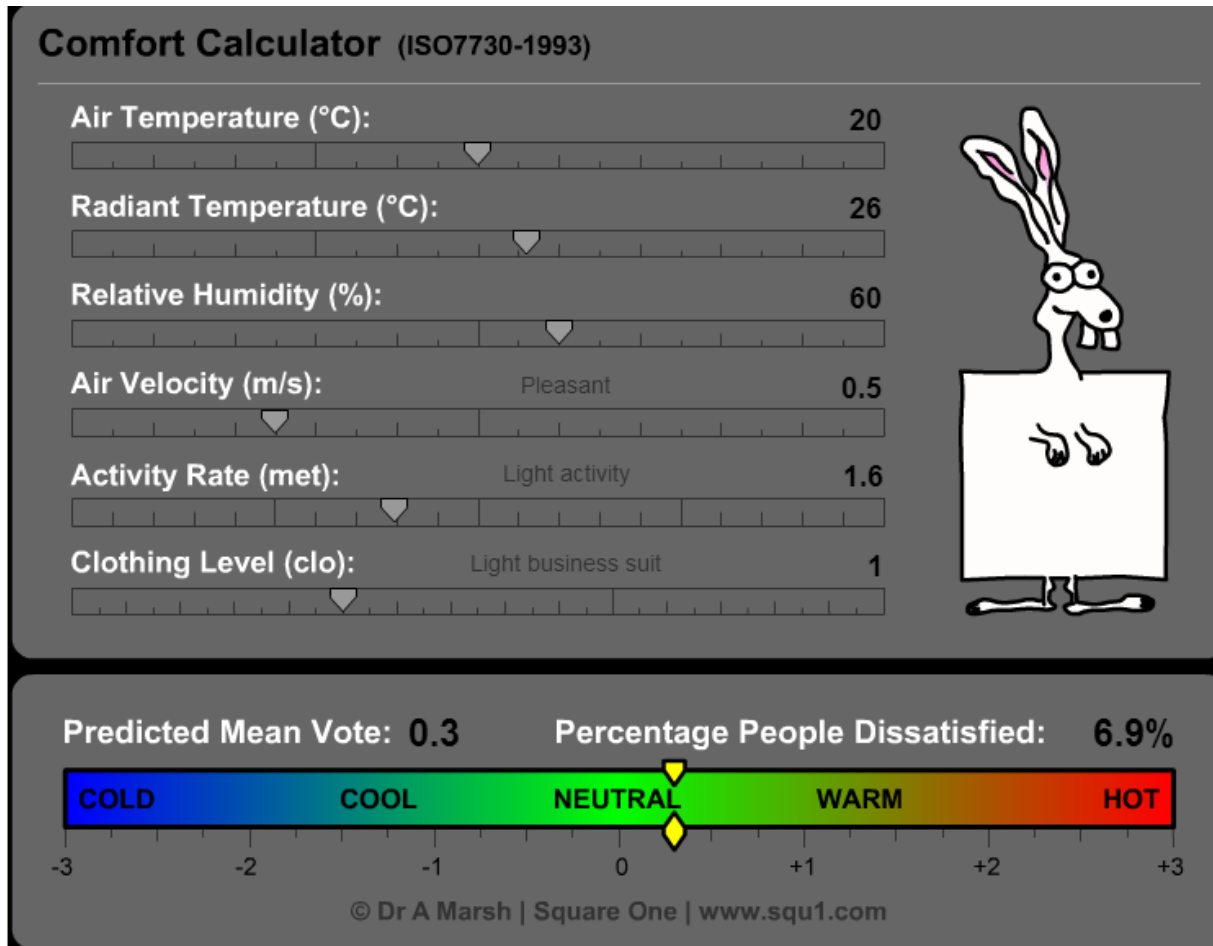 Comfort Calculator (ISO7730-1993)
Air Temperature (°C): 20
Radiant Temperature (°C): 26
Relative Humidity (%): 60
Air Velocity (m/s): Pleasant 0.5
Activity Rate (met): Light activity 1.6
Clothing Level (clo): Light business suit 1
Predicted Mean Vote: 0.3 Percentage People Dissatisfied: 6.9%
COLD COOL NEUTRAL WARM HOT
-3 -2 -1 0 +1 +2 +3
© Dr A Marsh | Square One | www.squ1.com